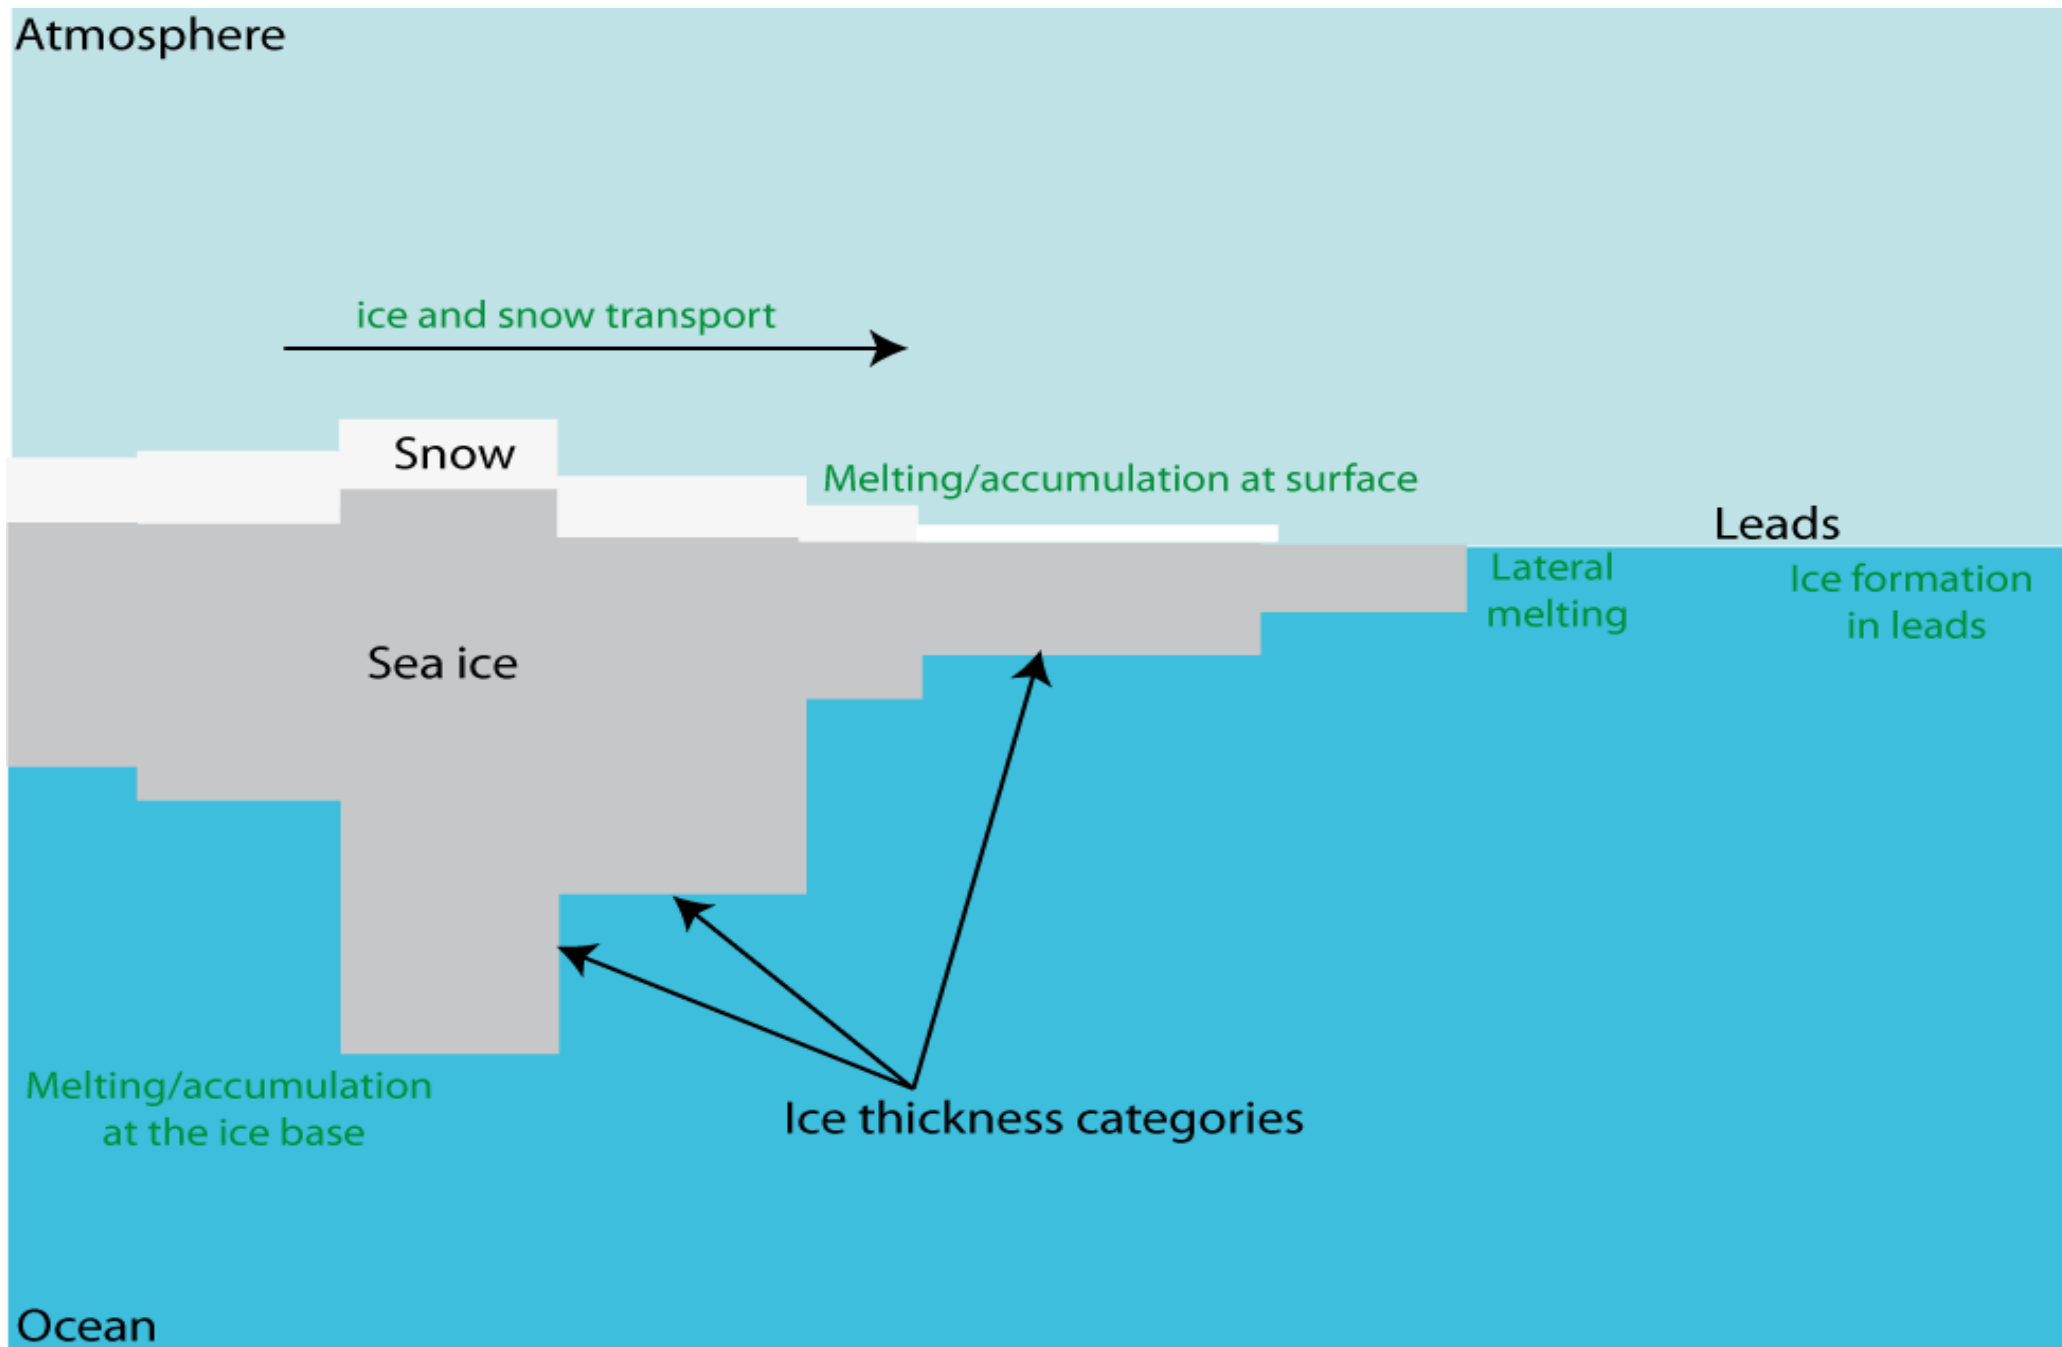 Atmosphere
ice and snow transport
Snow
Melting/accumulation at surface
Leads
Lateral
melting
Ice formation
in leads
Sea ice
Melting/accumulation
at the ice base
Ice thickness categories
Ocean